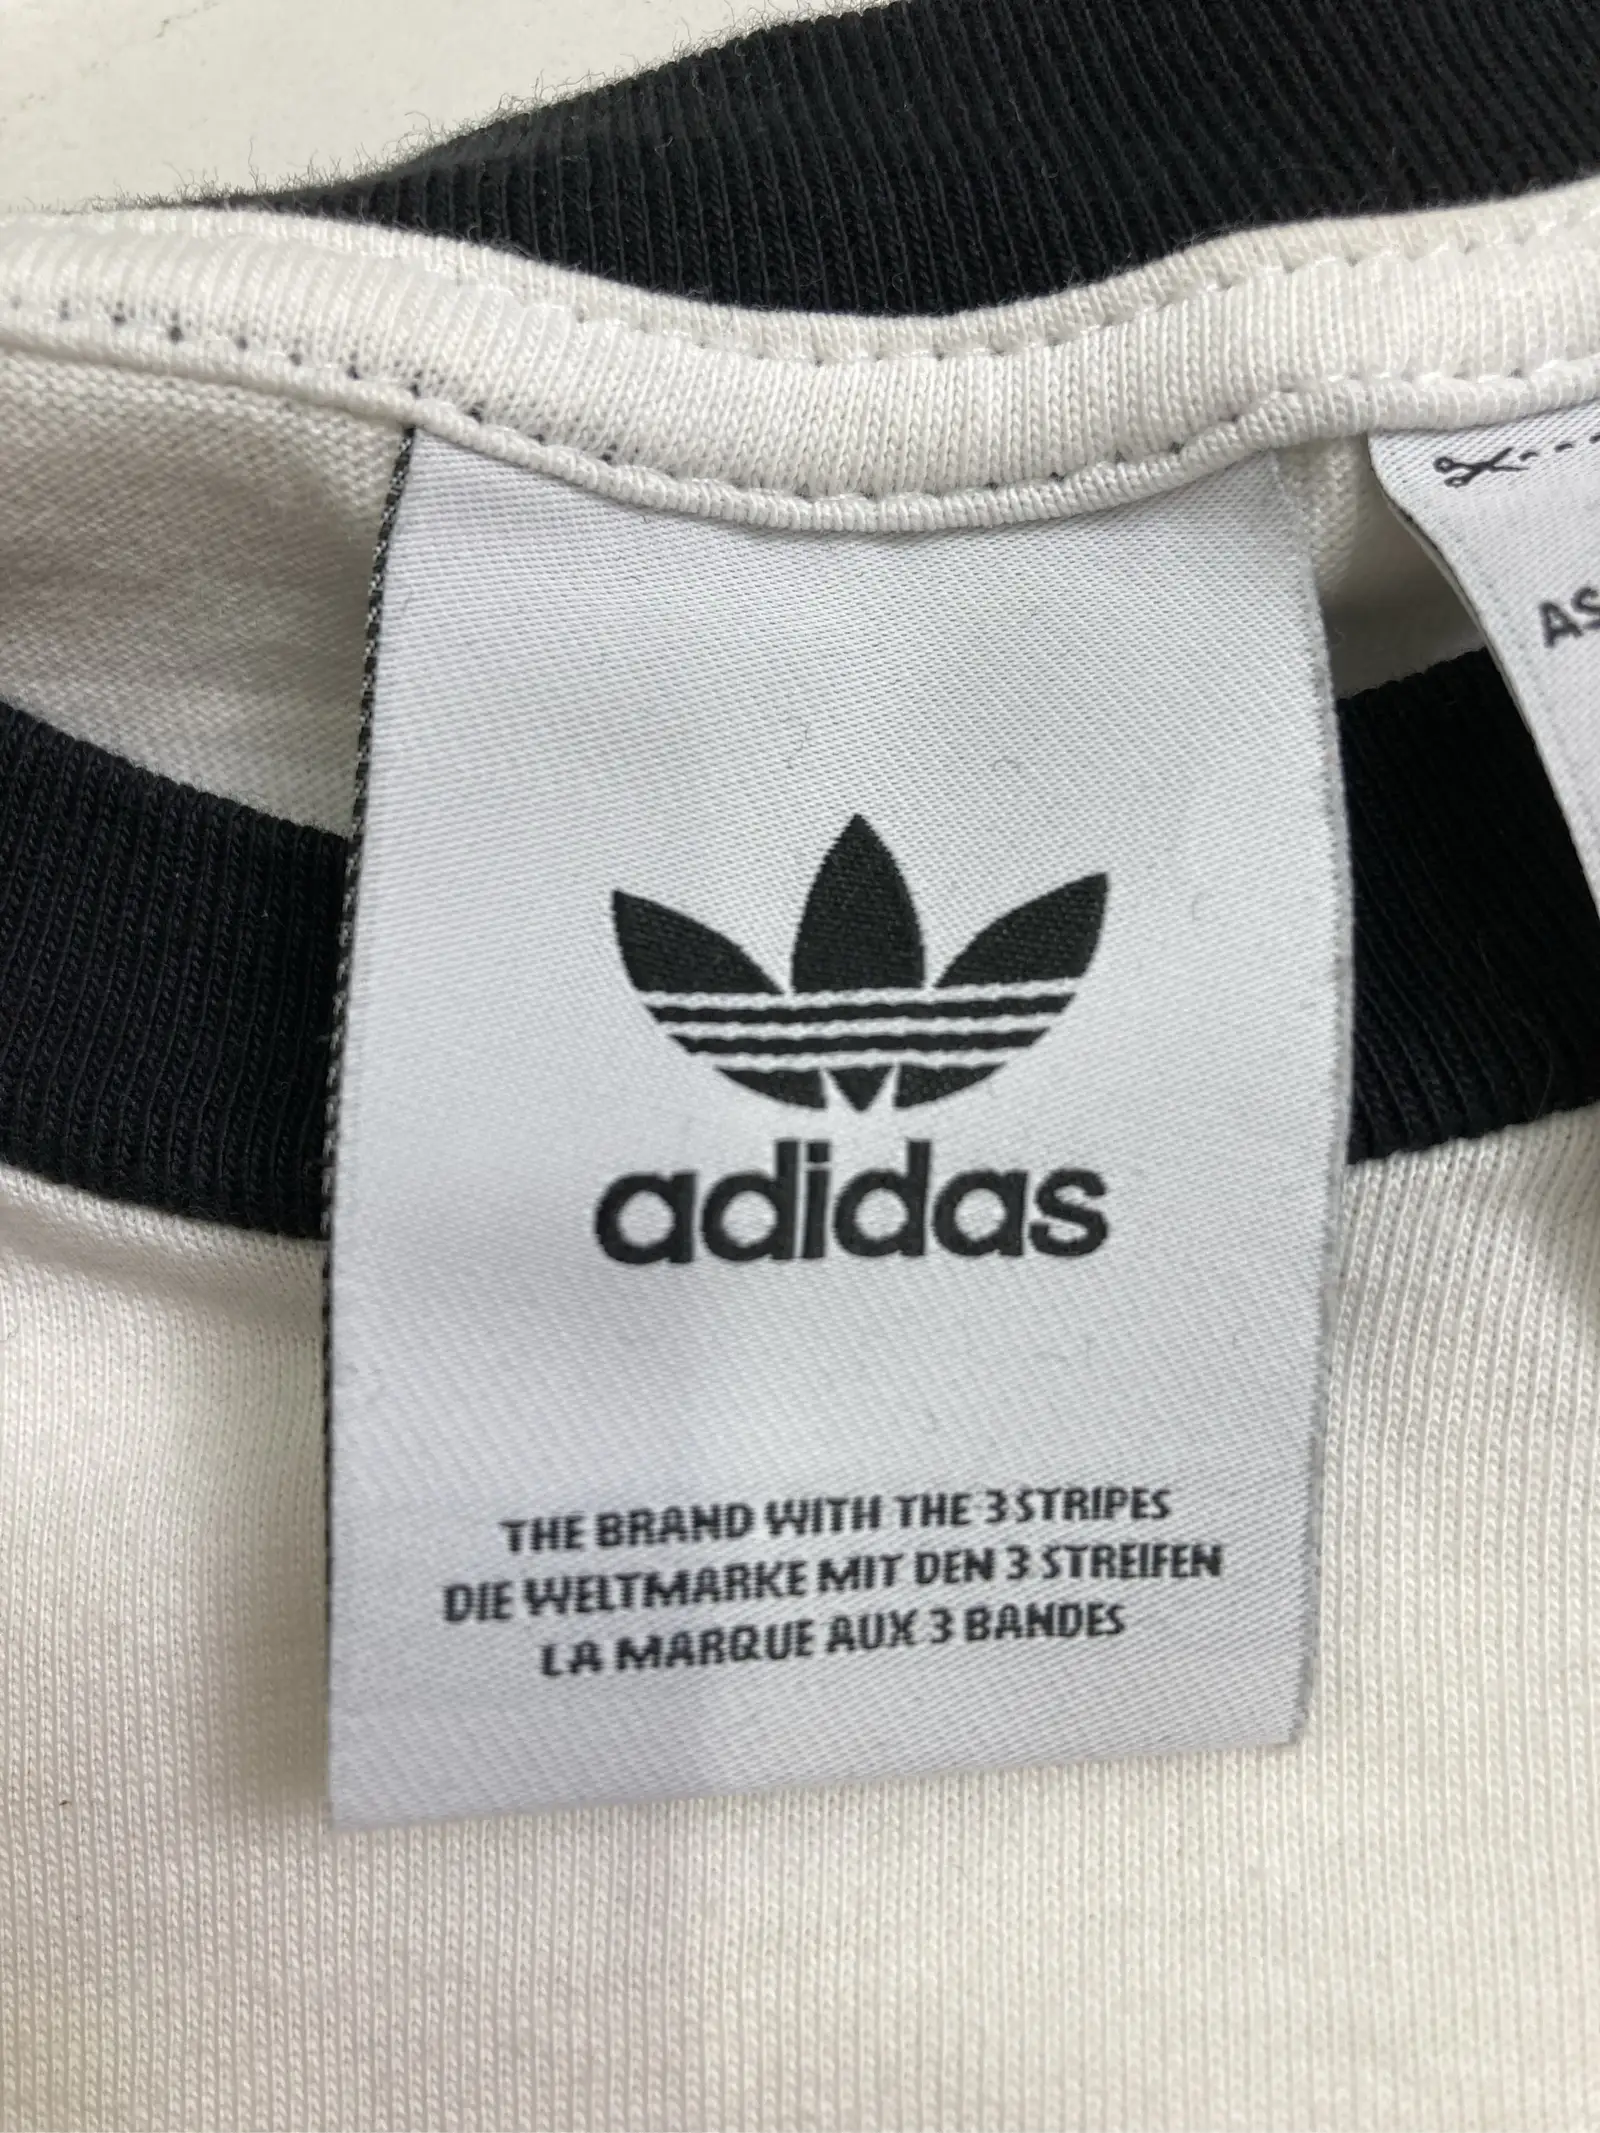 adidas
THE BRAND WITH THE 3 STRIPES
DIE WELTMARKE MIT DEN 3 STREIFEN
LA MARQUE AUX 3 BANDES